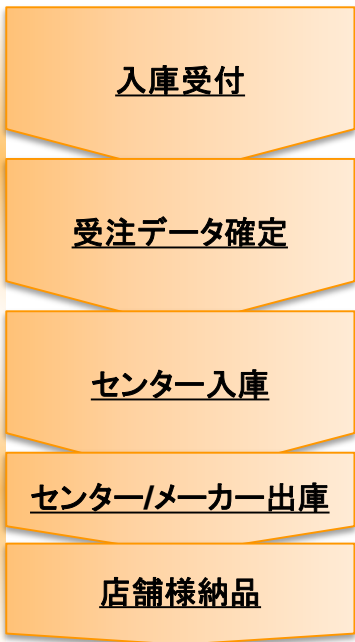 入庫受付
受注データ確定
センター入庫
センター/メーカー出庫
店舗様納品